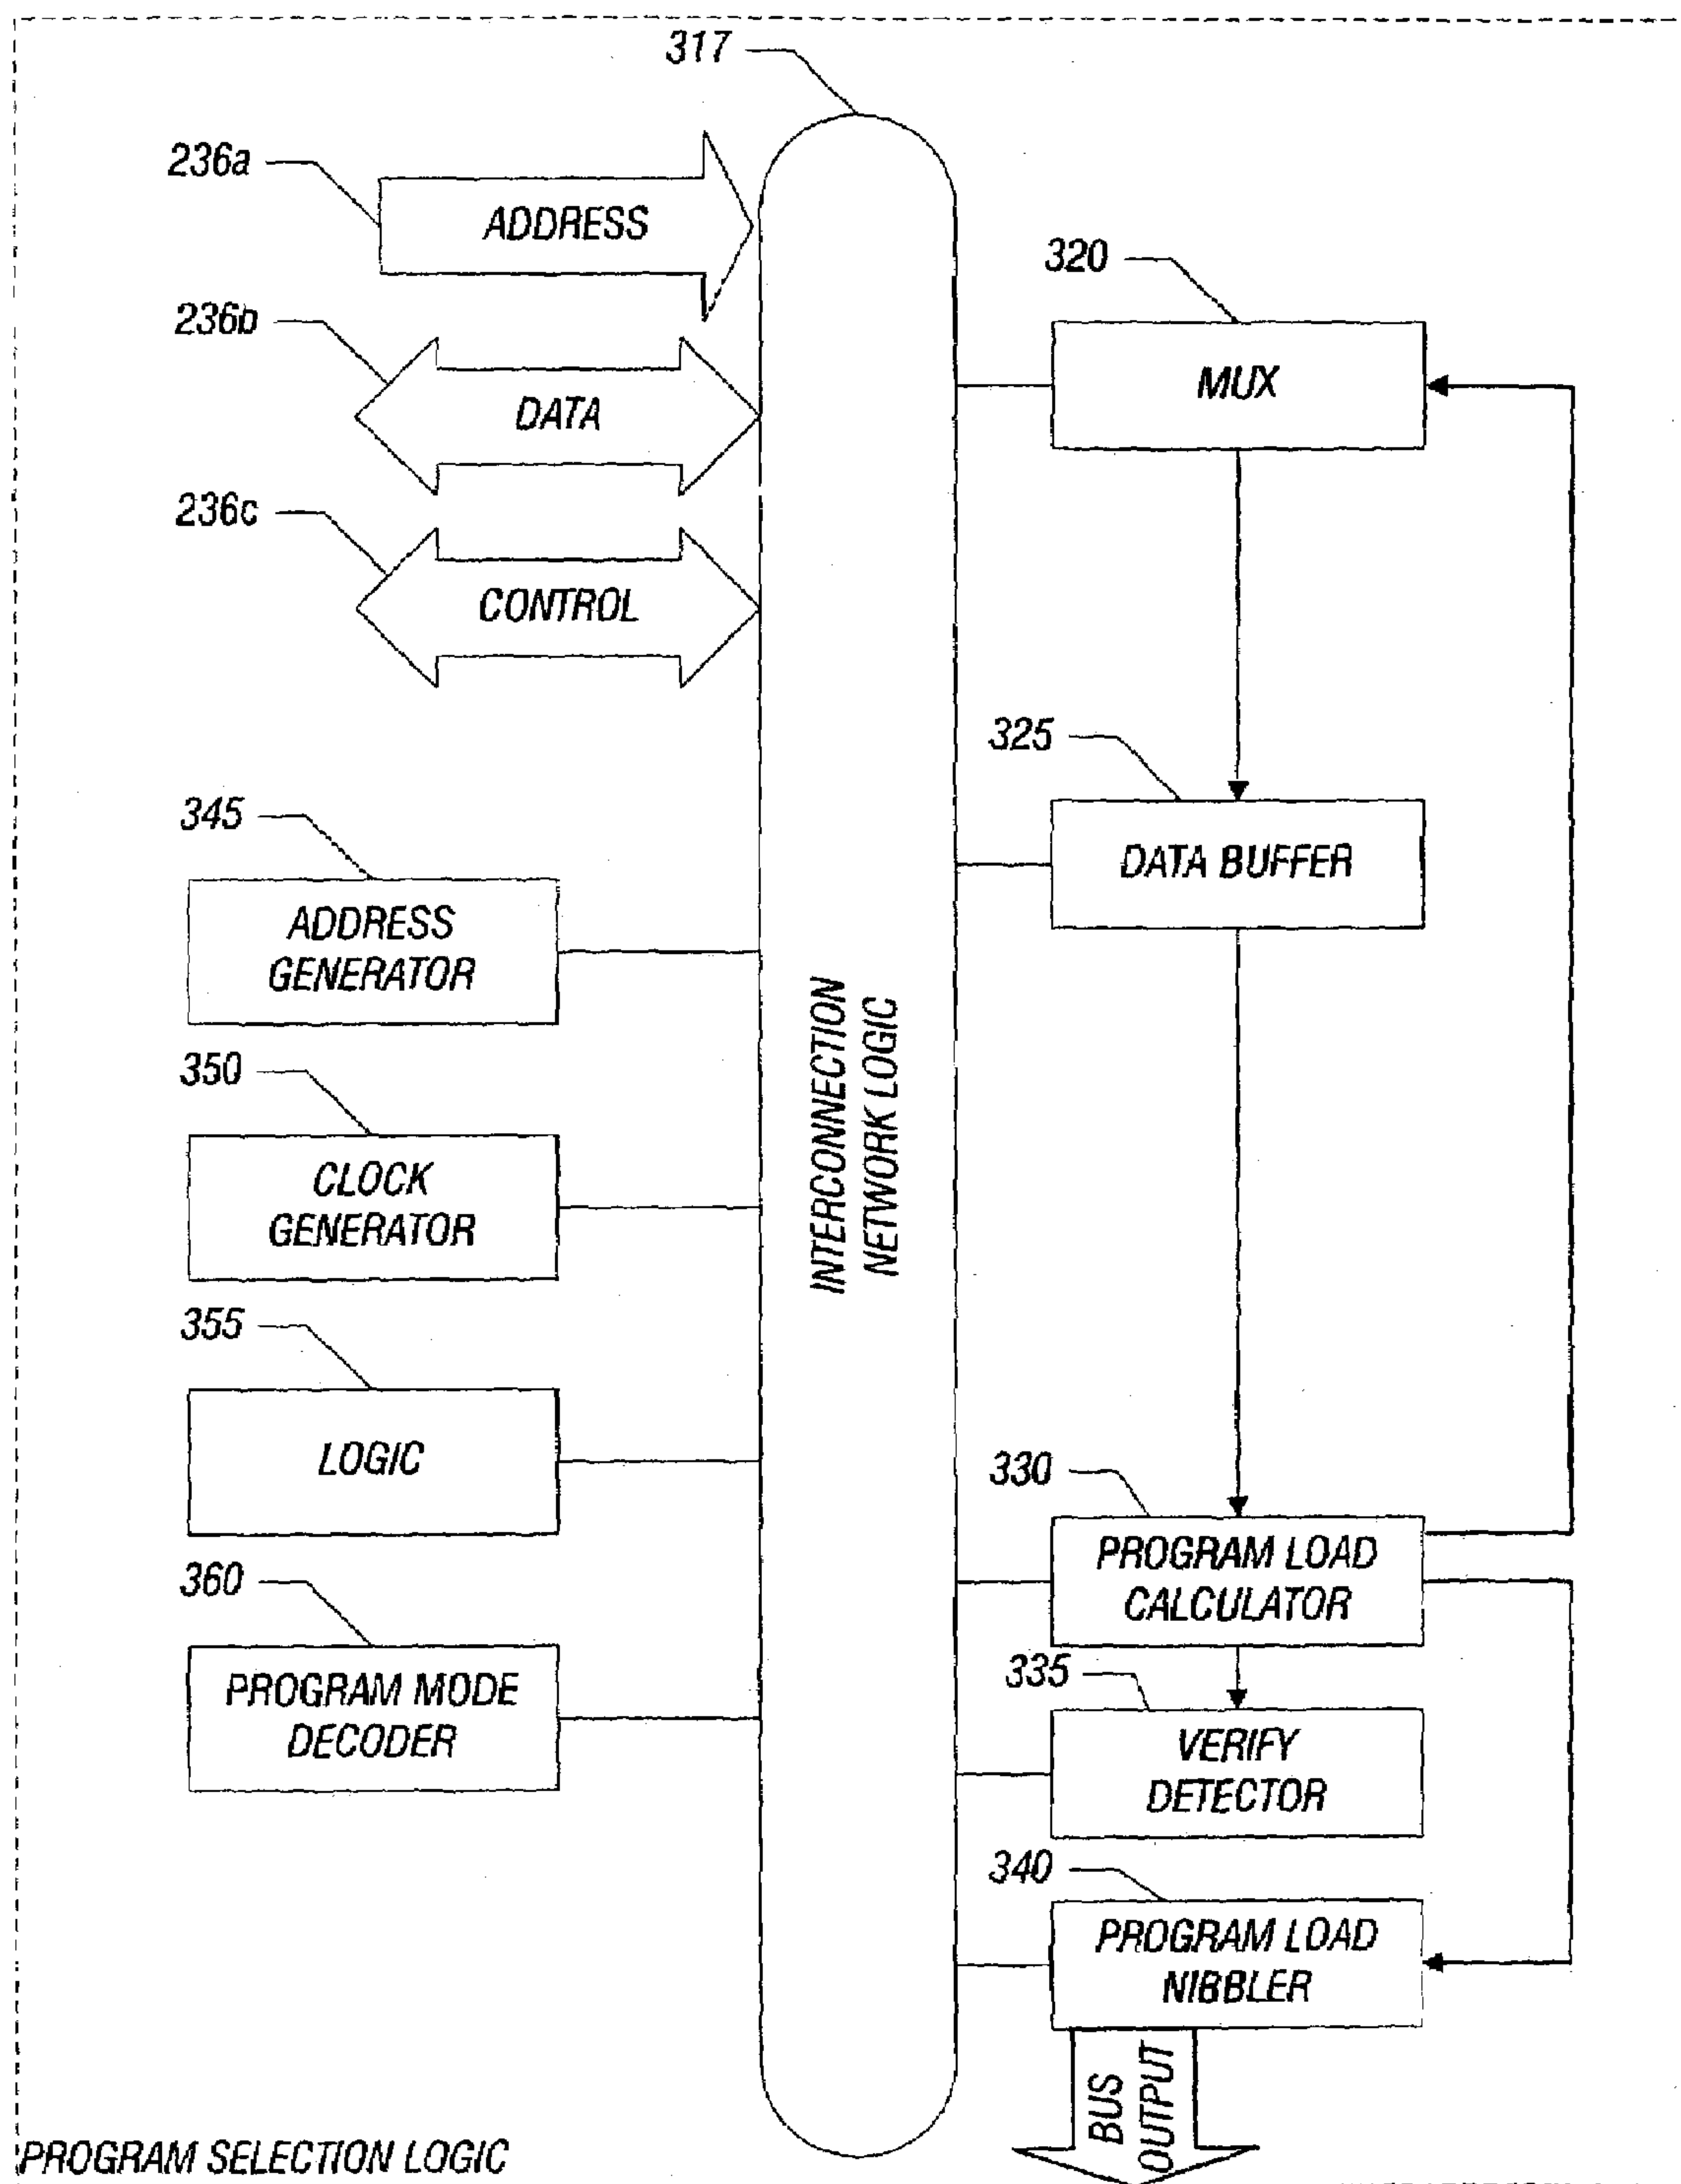 317
236a
ADDRESS
320
236b
MUX
DATA
236c
CONTROL
325
DATA BUFFER
345
ADDRESS
GENERATOR
INTERCONNECTION
NETWORK LOGIC
350
CLOCK
GENERATOR
355
LOGIC
330
PROGRAM LOAD
CALCULATOR
360
PROGRAM MODE
DECODER
335
VERIFY
DETECTOR
340
PROGRAM LOAD
NIBBLER
BUS
OUTPUT
PROGRAM SELECTION LOGIC